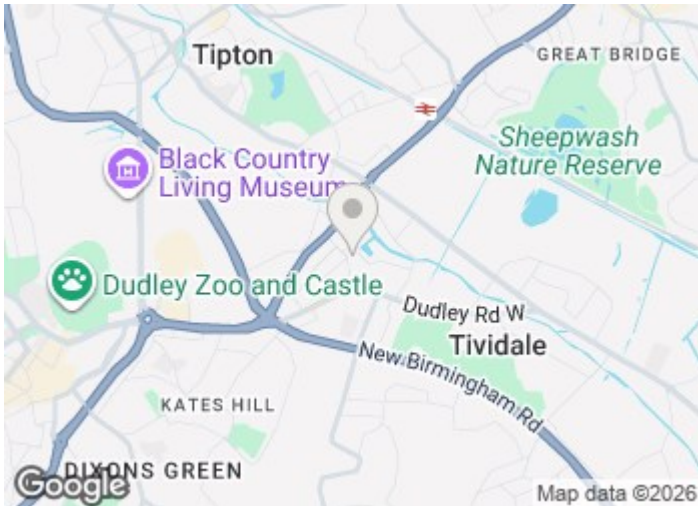 Tipton
GREAT BRIDGE
Sheepwash
Nature Reserve
Black Country
Living Museum
Dudley Zoo and Castle
Dudley Rd W
Tividale
New Birmingham Rd
KATES HILL
DIXONS GREEN
Google
Map data ©2026